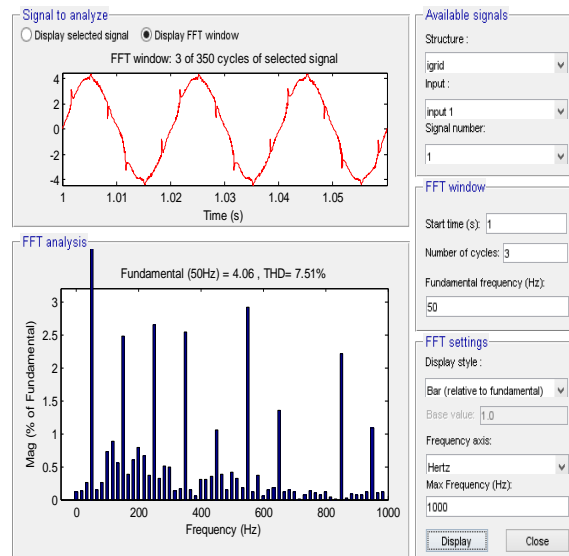 Signal to analyze
Display selected signal
Display FFT window
FFT window: 3 of 350 cycles of selected signal
4
2
0
-2
-4
1
1.01
1.02
1.03
1.04
1.05
Time (s)
FFT analysis
Fundamental (50Hz) = 4.06 , THD= 7.51%
Mag (% of Fundamental)
3
2.5
2
1.5
1
0.5
0
0
200
400
600
800
1000
Frequency (Hz)
Available signals
Structure :
igrid
Input :
input 1
Signal number:
1
FFT window
Start time (s): 1
Number of cycles: 3
Fundamental frequency (Hz):
50
FFT settings
Display style :
Bar (relative to fundamental)
Base value: 1.0
Frequency axis:
Hertz
Max Frequency (Hz):
1000
Display
Close